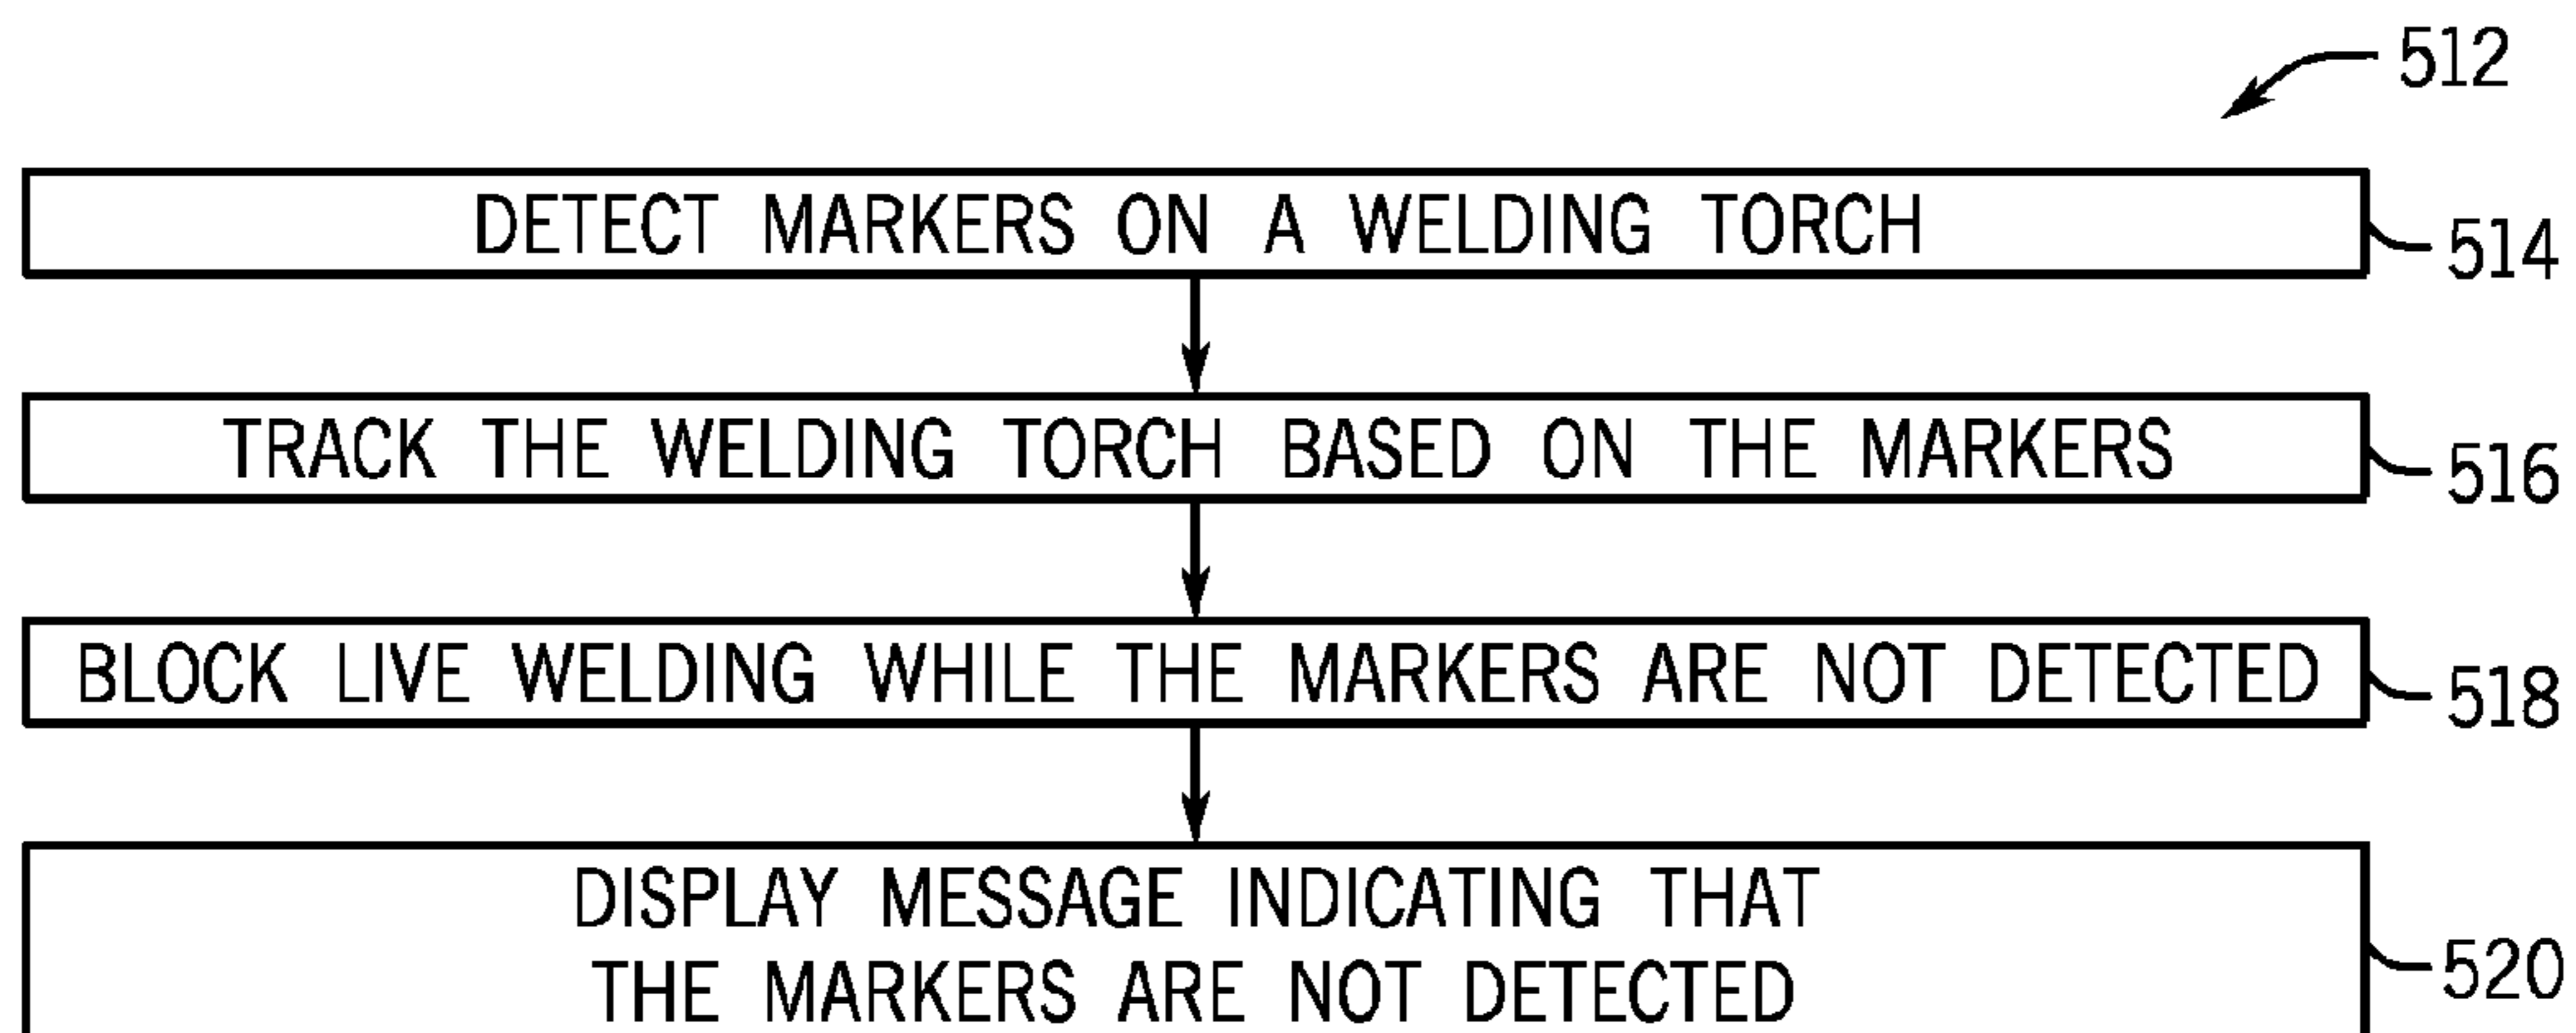 512
DETECT MARKERS ON A WELDING TORCH
514
TRACK THE WELDING TORCH BASED ON THE MARKERS
516
BLOCK LIVE WELDING WHILE THE MARKERS ARE NOT DETECTED
518
DISPLAY MESSAGE INDICATING THAT
THE MARKERS ARE NOT DETECTED
520